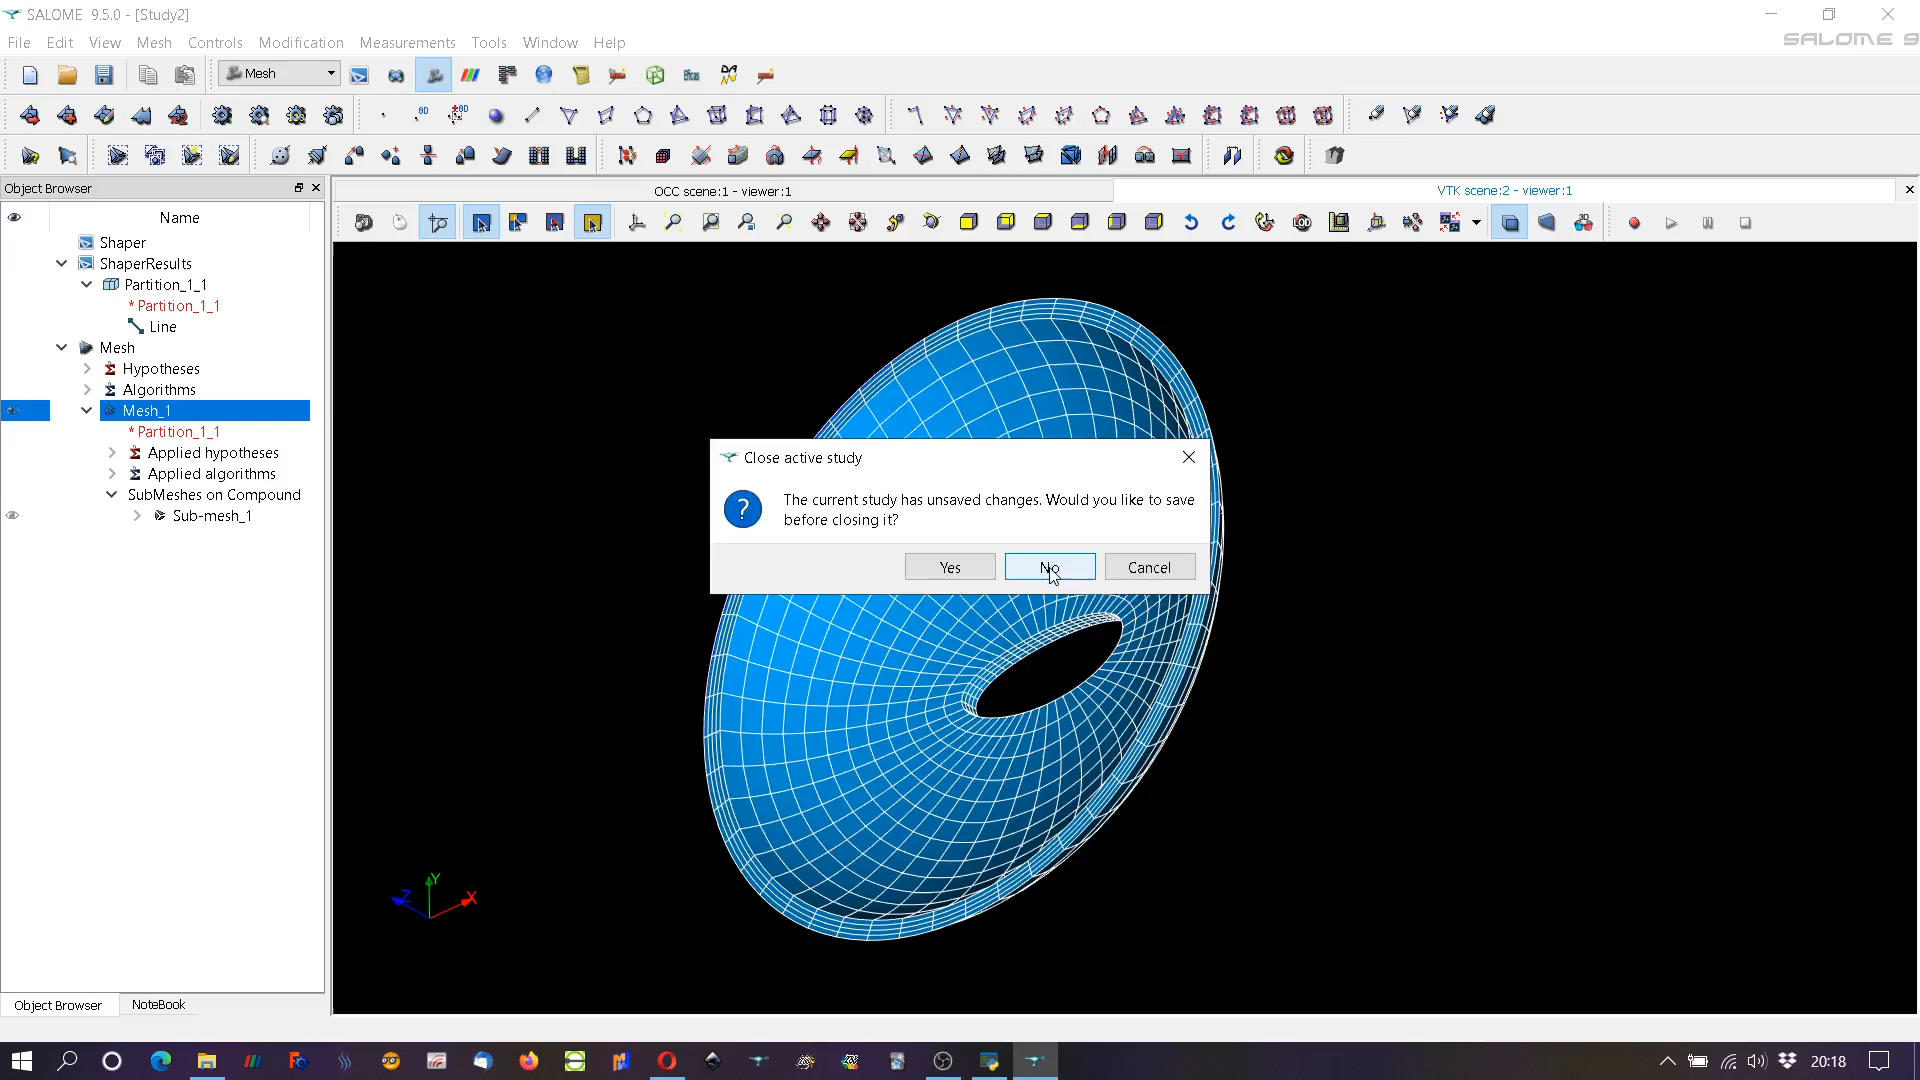 SALOME 9.5.0 - [Study2]
File Edit View Mesh Controls Modification Measurements Tools Window Help
SALOME 9
Mesh
Eficas
0D
Object Browser
OCC scene:1 - viewer:1
VTK scene:2 - viewer:1
Name
Shaper
ShaperResults
Partition_1_1
* Partition_1_1
Line
Mesh
Hypotheses
Algorithms
Mesh_1
* Partition_1_1
Applied hypotheses
Applied algorithms
SubMeshes on Compound
Sub-mesh_1
Close active study
The current study has unsaved changes. Would you like to save
before closing it?
Yes No Cancel
Y
Z
X
Object Browser NoteBook
20:18